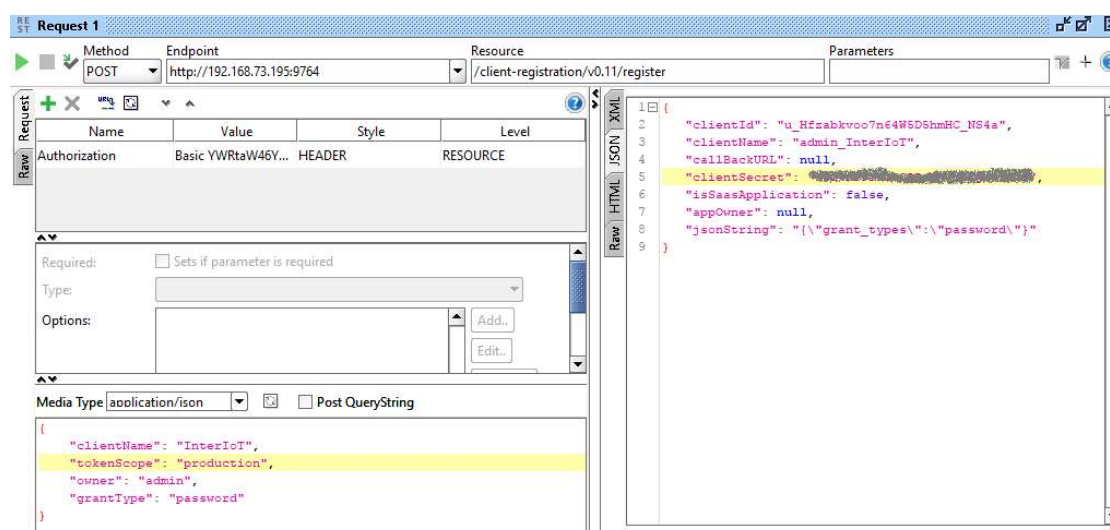 REST Request 1
Method Endpoint Resource Parameters
POST http://192.168.73.195:9764 /client-registration/v0.11/register
Request
Raw
Name Value Style Level
Authorization Basic YWRtaW46Y... HEADER RESOURCE
Required: Sets if parameter is required
Type:
Options: Add..
Edit..
Media Type application/json Post QueryString
{
"clientName": "InterIoT",
"tokenScope": "production",
"owner": "admin",
"grantType": "password"
}
XML
JSON
HTML
Raw
1 {
2 "clientId": "u_Hfzabkvoo7n64W5D5hmHC_NS4a",
3 "clientName": "admin_InterIoT",
4 "callBackURL": null,
5 "clientSecret": ,
6 "isSaasApplication": false,
7 "appOwner": null,
8 "jsonString": "{\"grant_types\":\"password\"}"
9 }